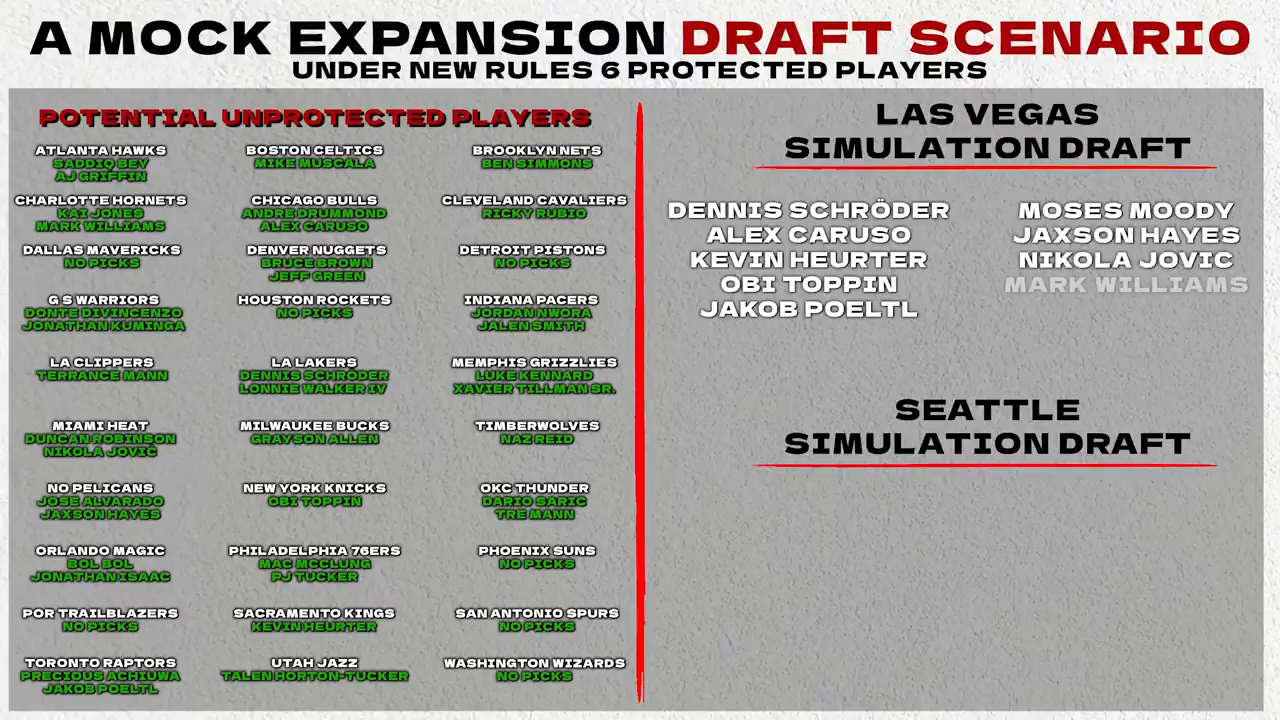 A MOCK EXPANSION DRAFT SCENARIO
UNDER NEW RULES 6 PROTECTED PLAYERS
POTENTIAL UNPROTECTED PLAYERS
ATLANTA HAWKS
SADDIQ BEY
AJ GRIFFIN
BOSTON CELTICS
MIKE MUSCALA
BROOKLYN NETS
BEN SIMMONS
CHARLOTTE HORNETS
KAI JONES
MARK WILLIAMS
CHICAGO BULLS
ANDRE DRUMMOND
ALEX CARUSO
CLEVELAND CAVALIERS
RICKY RUBIO
DALLAS MAVERICKS
NO PICKS
DENVER NUGGETS
BRUCE BROWN
JEFF GREEN
DETROIT PISTONS
NO PICKS
G S WARRIORS
DONTE DIVINCENZO
JONATHAN KUMINGA
HOUSTON ROCKETS
NO PICKS
INDIANA PACERS
JORDAN NWORA
JALEN SMITH
LA CLIPPERS
TERRANCE MANN
LA LAKERS
DENNIS SCHRÖDER
LONNIE WALKER IV
MEMPHIS GRIZZLIES
LUKE KENNARD
XAVIER TILLMAN SR.
MIAMI HEAT
DUNCAN ROBINSON
NIKOLA JOVIĆ
MILWAUKEE BUCKS
GRAYSON ALLEN
TIMBERWOLVES
NAZ REID
NO PELICANS
JOSE ALVARADO
JAXSON HAYES
NEW YORK KNICKS
OBI TOPPIN
OKC THUNDER
DARIO SARIC
TRE MANN
ORLANDO MAGIC
BOL BOL
JONATHAN ISAAC
PHILADELPHIA 76ERS
MAC MCCLUNG
PJ TUCKER
PHOENIX SUNS
NO PICKS
POR TRAILBLAZERS
NO PICKS
SACRAMENTO KINGS
KEVIN HEURTER
SAN ANTONIO SPURS
NO PICKS
TORONTO RAPTORS
PRECIOUS ACHIUWA
JAKOB POELTL
UTAH JAZZ
TALEN HORTON-TUCKER
WASHINGTON WIZARDS
NO PICKS
LAS VEGAS
SIMULATION DRAFT
DENNIS SCHRÖDER
ALEX CARUSO
KEVIN HEURTER
OBI TOPPIN
JAKOB POELTL
MOSES MOODY
JAXSON HAYES
NIKOLA JOVIC
MARK WILLIAMS
SEATTLE
SIMULATION DRAFT